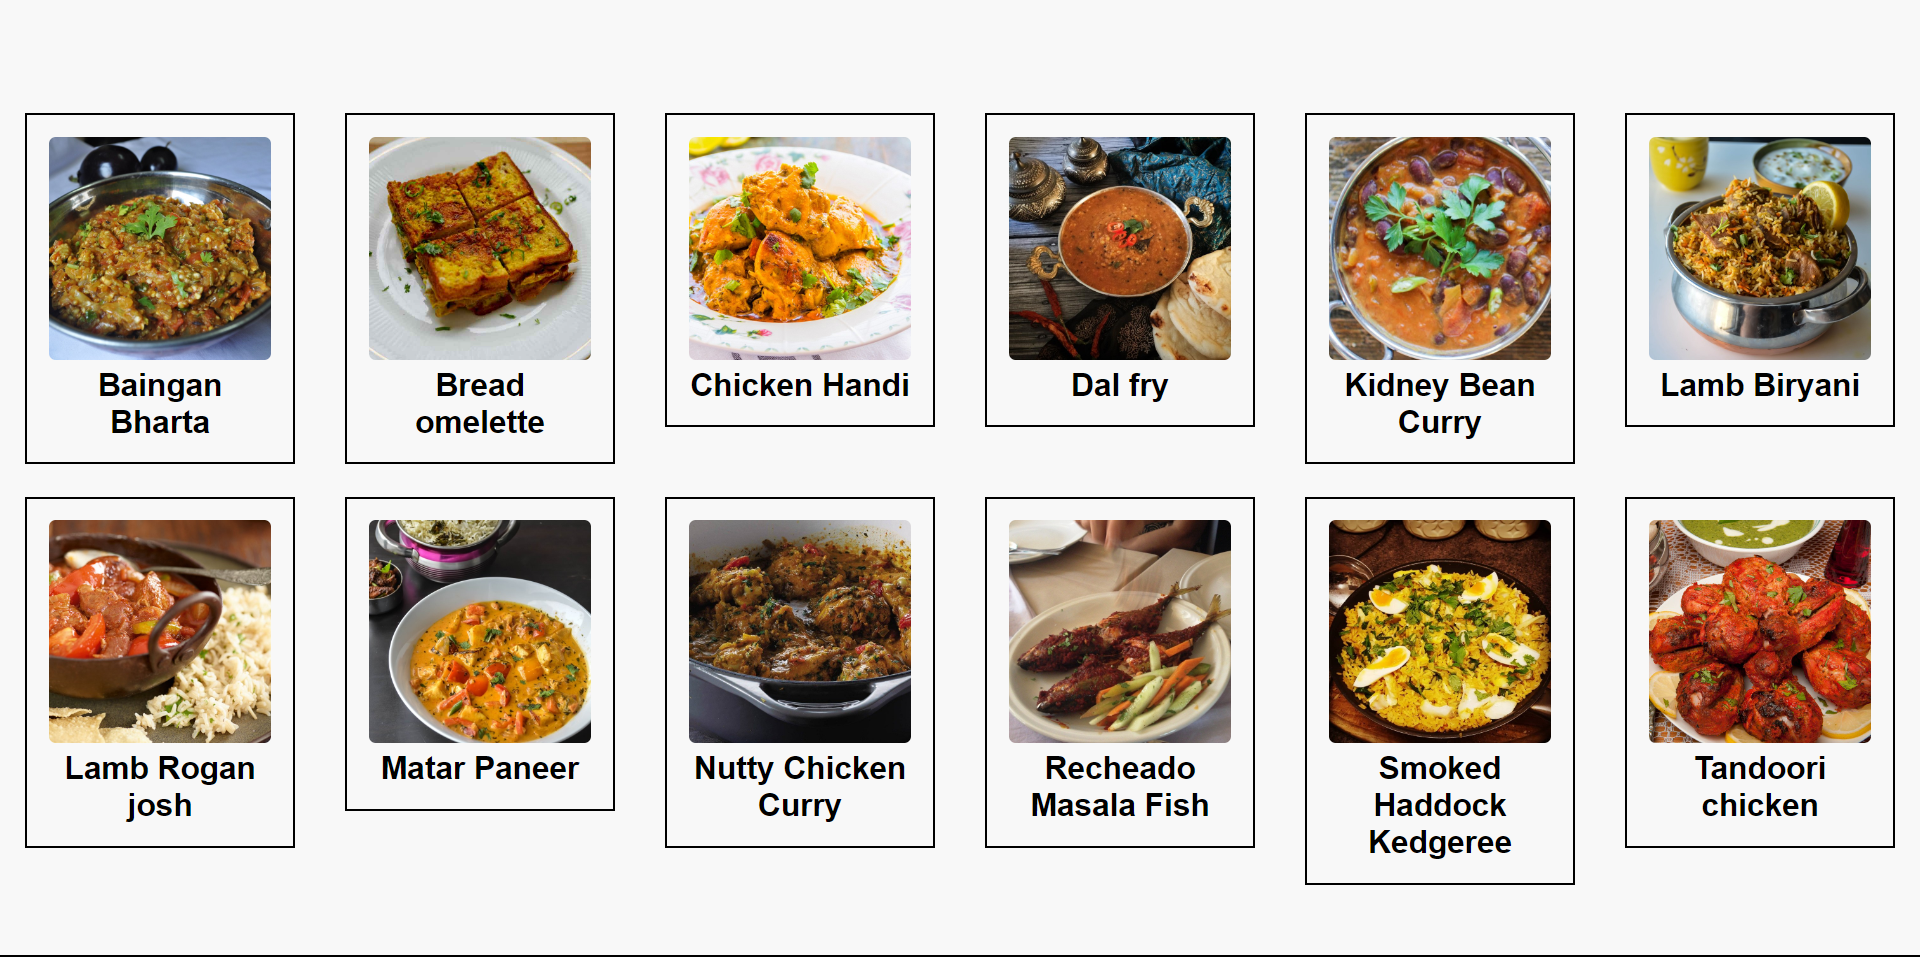 Baingan
Bharta
Bread
omelette
Chicken Handi
Dal fry
Kidney Bean
Curry
Lamb Biryani
Lamb Rogan
josh
Matar Paneer
Nutty Chicken
Curry
Recheado
Masala Fish
Smoked
Haddock
Kedgeree
Tandoori
chicken